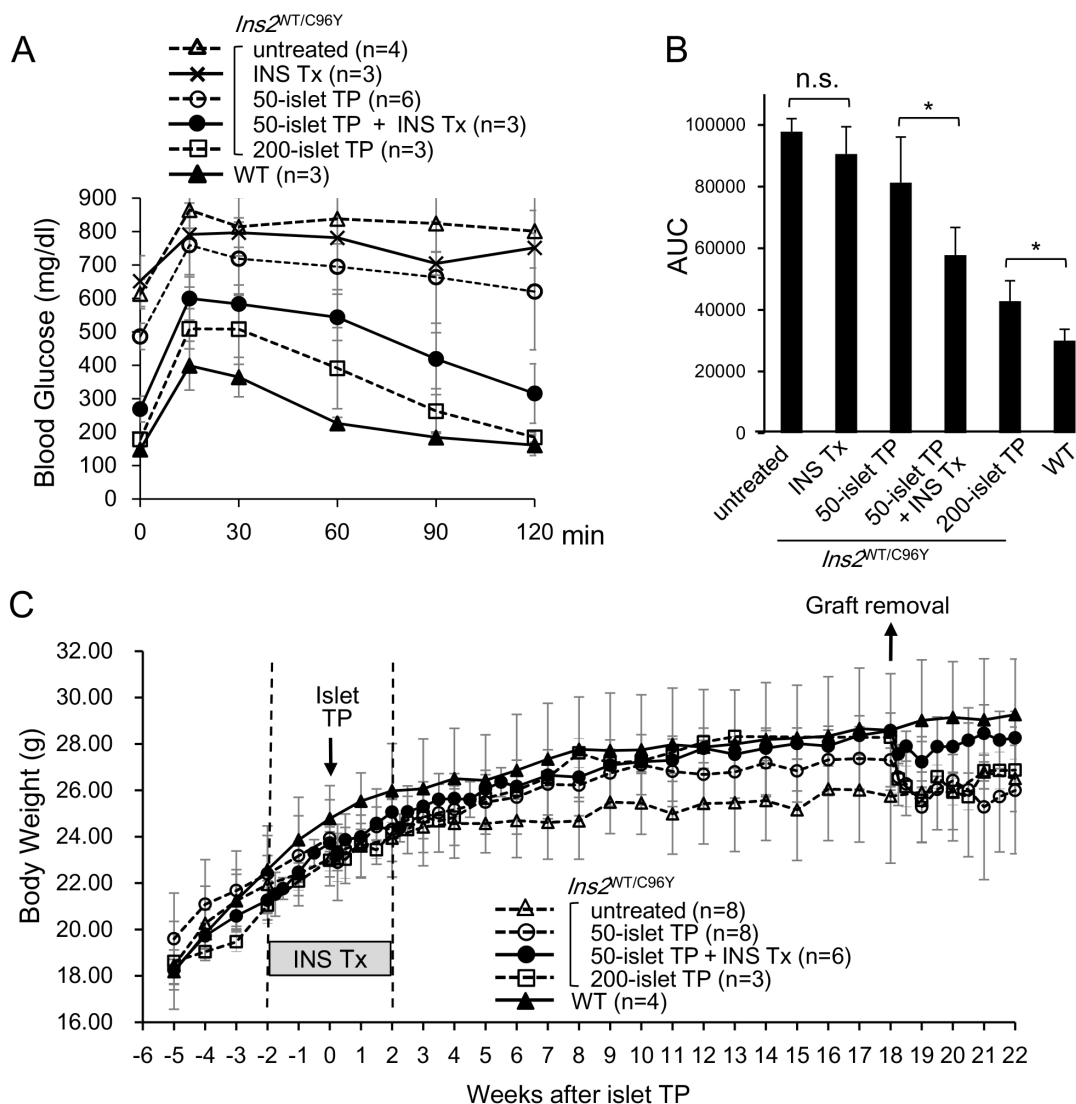 A
Ins2WT/C96Y
untreated (n=4)
INS Tx (n=3)
50-islet TP (n=6)
50-islet TP + INS Tx (n=3)
200-islet TP (n=3)
WT (n=3)
Blood Glucose (mg/dl)
900
800
700
600
500
400
300
200
100
0
0 30 60 90 120 min
B
n.s.
*
*
AUC
100000
80000
60000
40000
20000
0
untreated
INS Tx
50-islet TP
50-islet TP
+ INS Tx
200-islet TP
WT
Ins2WT/C96Y
C
Graft removal
Islet
TP
Body Weight (g)
32.00
30.00
28.00
26.00
24.00
22.00
20.00
18.00
16.00
INS Tx
Ins2WT/C96Y
untreated (n=8)
50-islet TP (n=8)
50-islet TP + INS Tx (n=6)
200-islet TP (n=3)
WT (n=4)
-6 -5 -4 -3 -2 -1 0 1 2 3 4 5 6 7 8 9 10 11 12 13 14 15 16 17 18 19 20 21 22
Weeks after islet TP